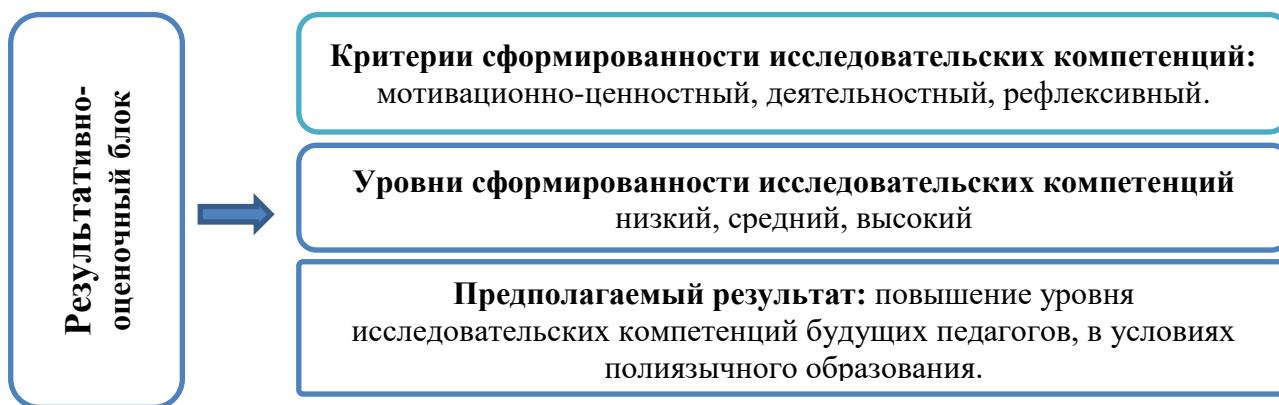 Результативно-
оценочный блок
Критерии сформированности исследовательских компетенций:
мотивационно-ценностный, деятельностный, рефлексивный.
Уровни сформированности исследовательских компетенций
низкий, средний, высокий
Предполагаемый результат: повышение уровня
исследовательских компетенций будущих педагогов, в условиях
полиязычного образования.